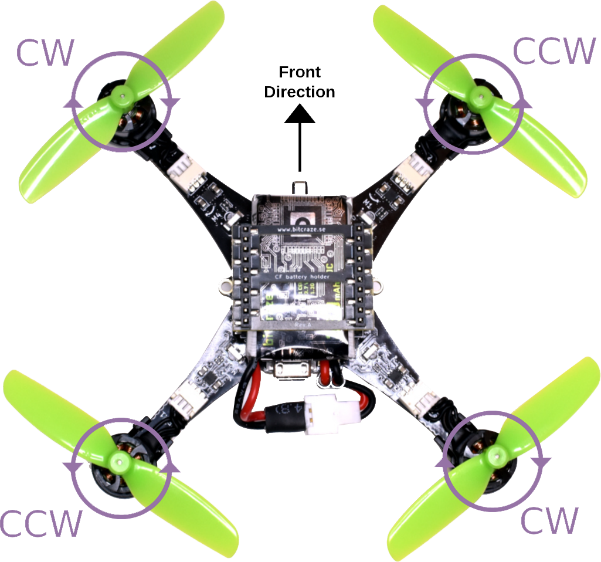 CW
CCW
Front
Direction
www.bitcraze.se
CF battery holder
CCW
CW